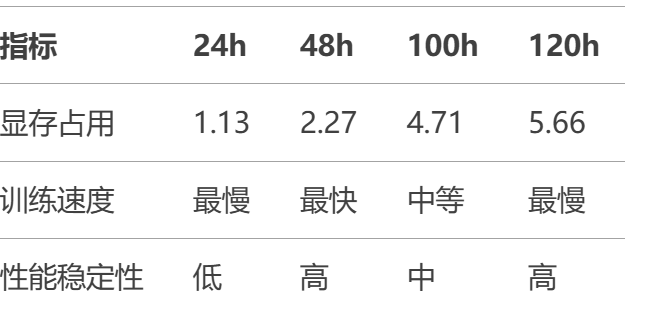 指标 24h 48h 100h 120h
显存占用 1.13 2.27 4.71 5.66
训练速度 最慢 最快 中等 最慢
性能稳定性 低 高 中 高